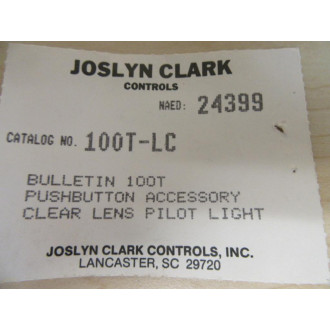 JOSLYN CLARK
CONTROLS
NAED: 24399
CATALOG NO. 100T-LC
BULLETIN 100T
PUSHBUTTON ACCESSORY
CLEAR LENS PILOT LIGHT
JOSLYN CLARK CONTROLS, INC.
LANCASTER, SC 29720